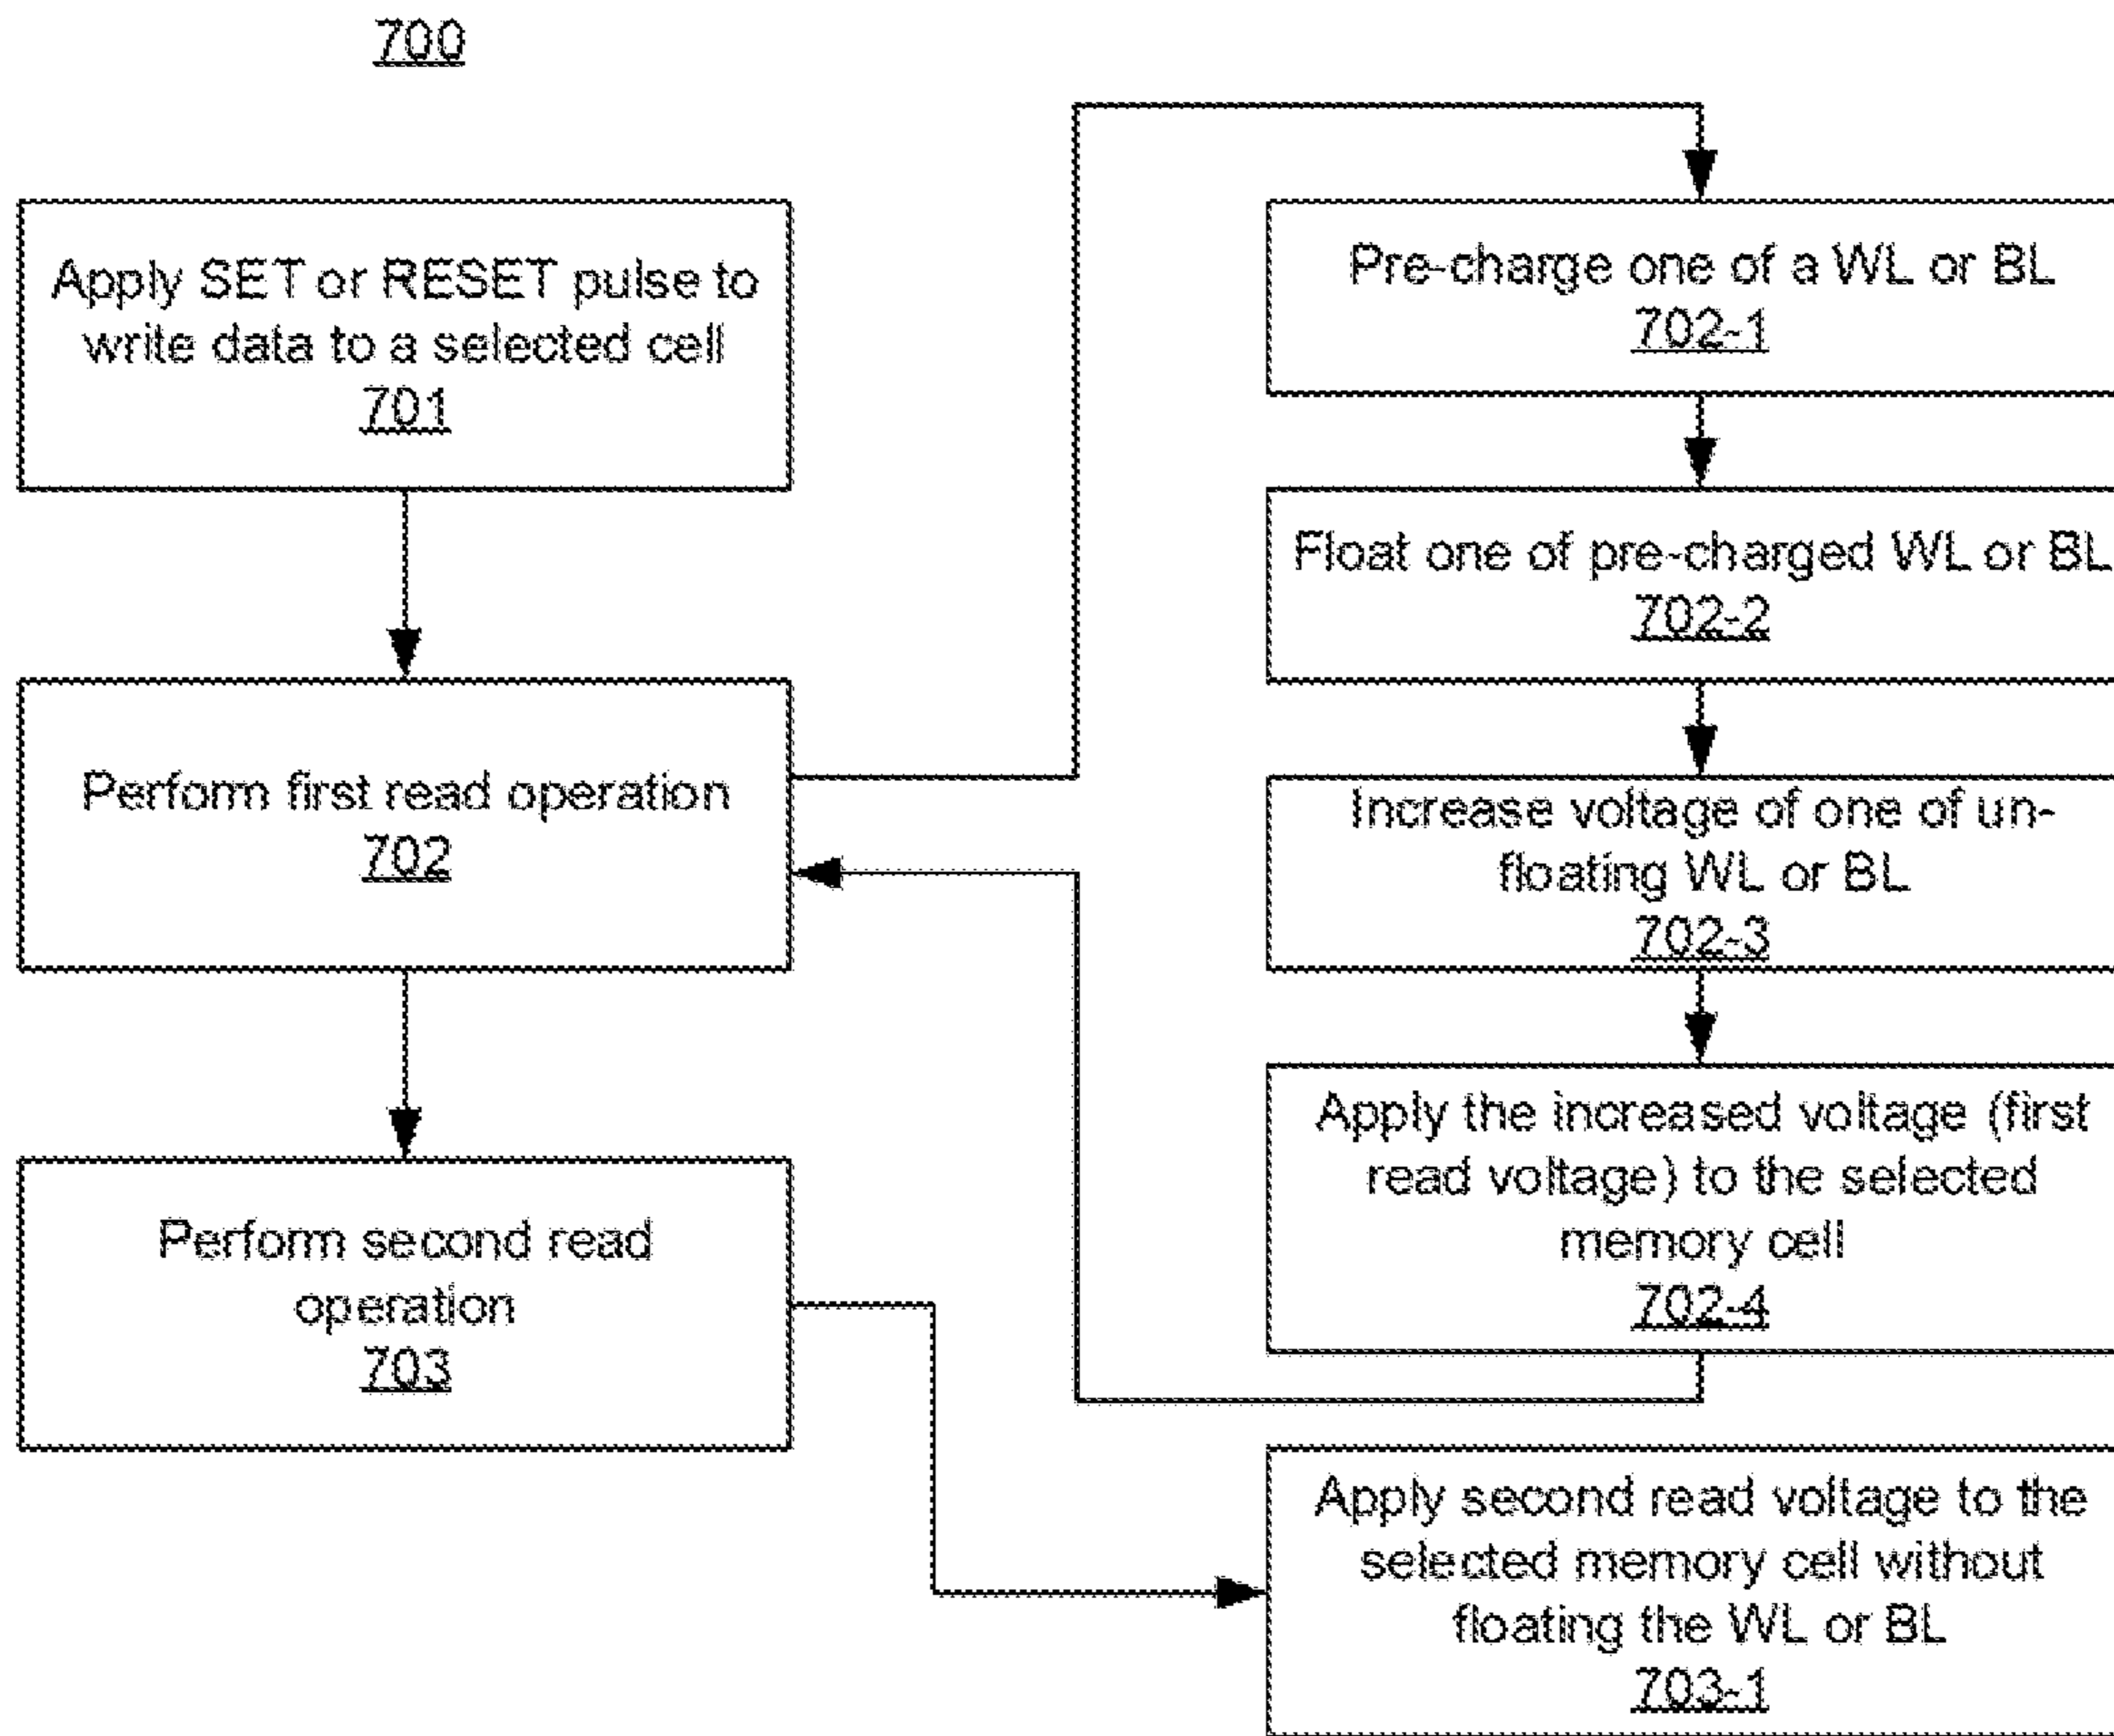 700
Apply SET or RESET pulse to
write data to a selected cell
701
Perform first read operation
702
Perform second read
operation
703
Pre-charge one of a WL or BL
702-1
Float one of pre-charged WL or BL
702-2
Increase voltage of one of un-
floating WL or BL
702-3
Apply the increased voltage (first
read voltage) to the selected
memory cell
702-4
Apply second read voltage to the
selected memory cell without
floating the WL or BL
703-1